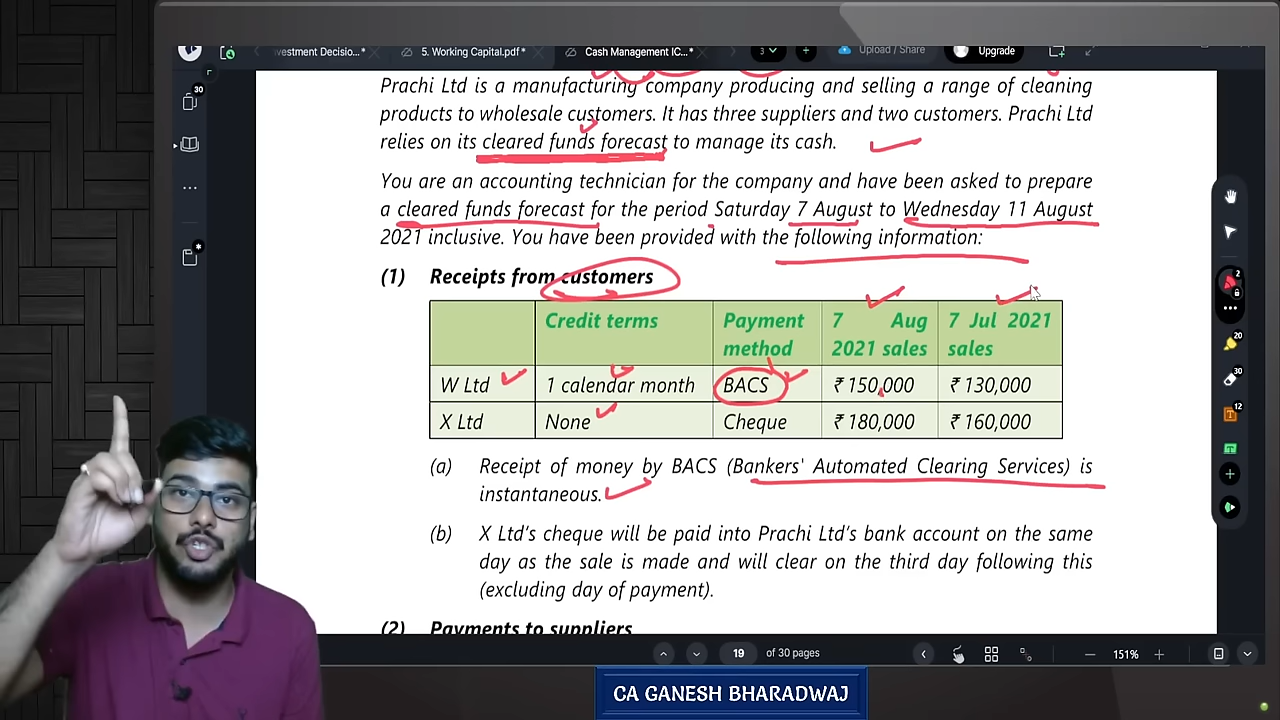 nvestment Decisio...*
5. Working Capital.pdf*
Cash Management IC...*
3
Upload / Share
Upgrade
30
Prachi Ltd is a manufacturing company producing and selling a range of cleaning
products to wholesale customers. It has three suppliers and two customers. Prachi Ltd
relies on its cleared funds forecast to manage its cash.
You are an accounting technician for the company and have been asked to prepare
a cleared funds forecast for the period Saturday 7 August to Wednesday 11 August
2021 inclusive. You have been provided with the following information:
(1) Receipts from customers
Credit terms Payment method 7 Aug 2021 sales 7 Jul 2021 sales
W Ltd 1 calendar month BACS ₹ 150,000 ₹ 130,000
X Ltd None Cheque ₹ 180,000 ₹ 160,000
(a) Receipt of money by BACS (Bankers' Automated Clearing Services) is
instantaneous.
(b) X Ltd's cheque will be paid into Prachi Ltd's bank account on the same
day as the sale is made and will clear on the third day following this
(excluding day of payment).
(2) Payments to suppliers
2
20
30
12
19 of 30 pages
151%
CA GANESH BHARADWAJ